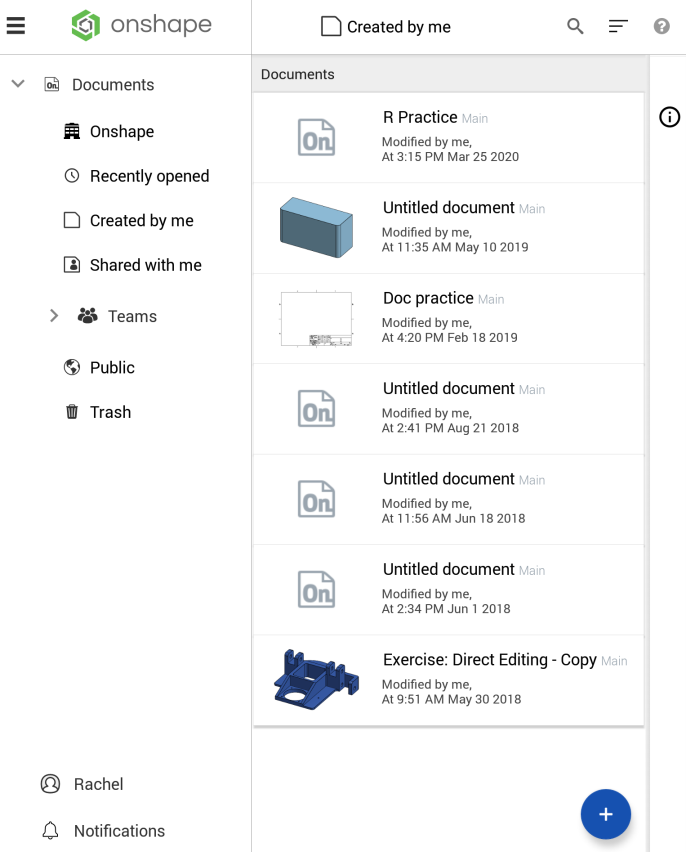 onshape
Created by me
Documents
Onshape
Recently opened
Created by me
Shared with me
Teams
Public
Trash
Rachel
Notifications
Documents
R Practice Main
Modified by me,
At 3:15 PM Mar 25 2020
Untitled document Main
Modified by me,
At 11:35 AM May 10 2019
Doc practice Main
Modified by me,
At 4:20 PM Feb 18 2019
On
Untitled document Main
Modified by me,
At 2:41 PM Aug 21 2018
On
Untitled document Main
Modified by me,
At 11:56 AM Jun 18 2018
On
Untitled document Main
Modified by me,
At 2:34 PM Jun 1 2018
Exercise: Direct Editing - Copy Main
Modified by me,
At 9:51 AM May 30 2018